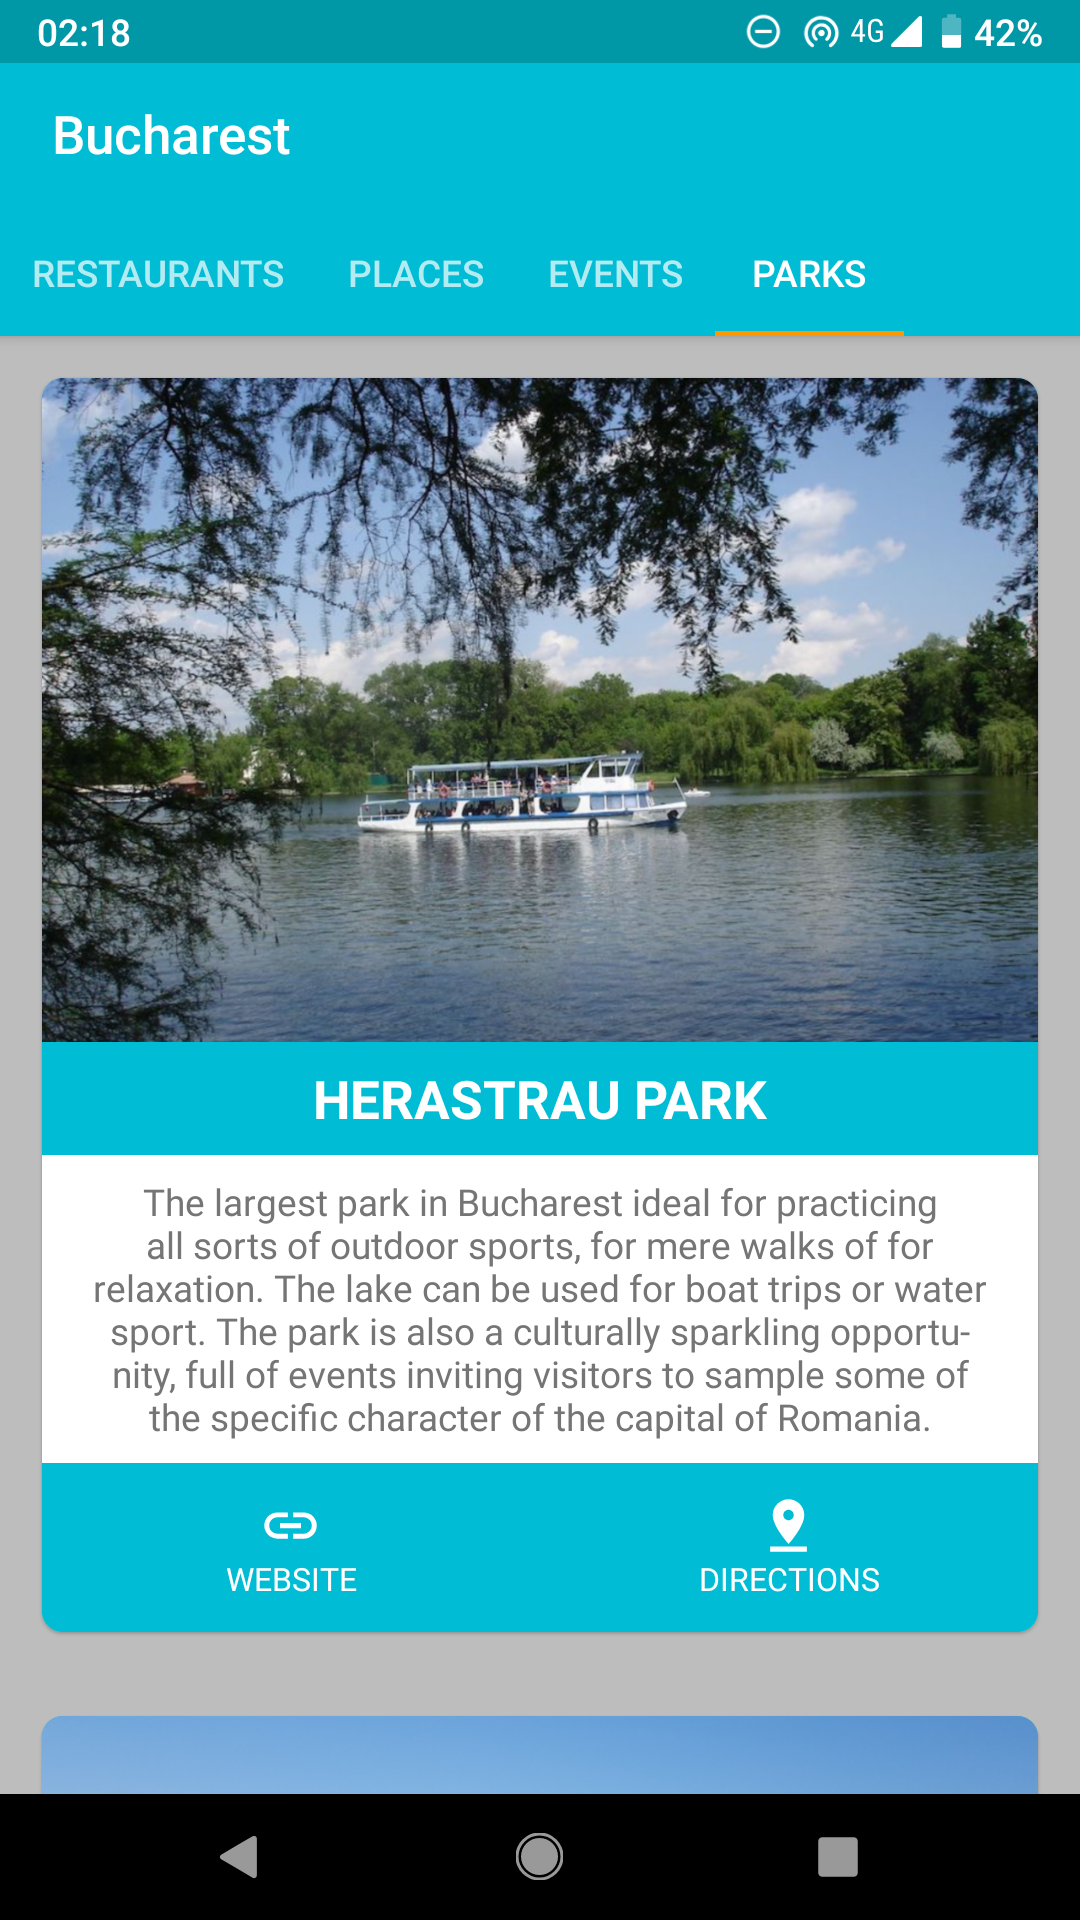 02:18 4G 42%
Bucharest
RESTAURANTS PLACES EVENTS PARKS
HERASTRAU PARK
The largest park in Bucharest ideal for practicing
all sorts of outdoor sports, for mere walks of for
relaxation. The lake can be used for boat trips or water
sport. The park is also a culturally sparkling opportu-
nity, full of events inviting visitors to sample some of
the specific character of the capital of Romania.
WEBSITE DIRECTIONS